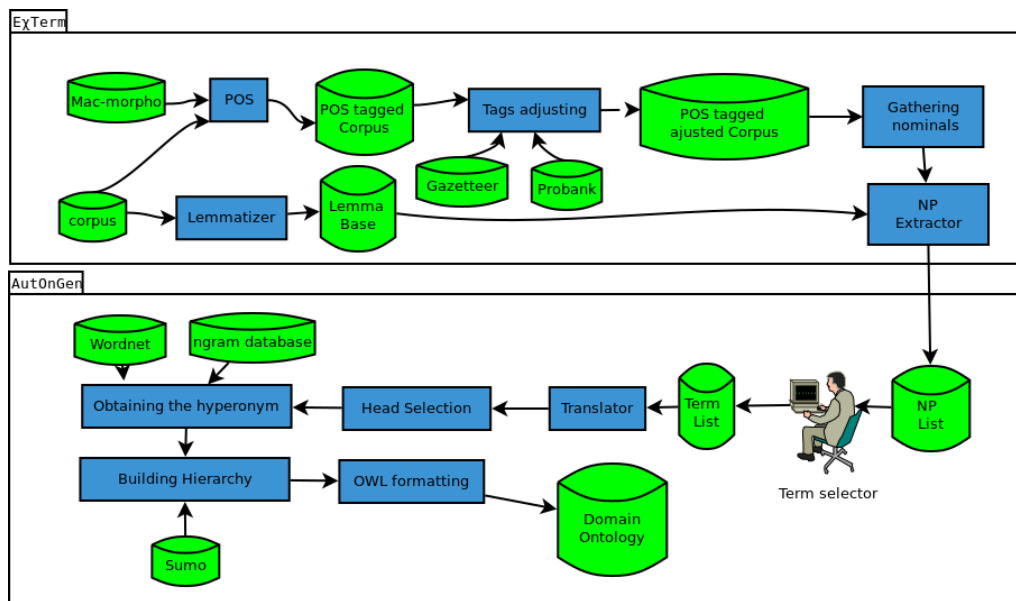 EχTerm
Mac-morpho
POS
POS tagged
Corpus
Tags adjusting
POS tagged
ajusted Corpus
Gathering
nominals
Gazetteer
Probank
corpus
Lemmatizer
Lemma
Base
NP
Extractor
AutOnGen
Wordnet
ngram database
Obtaining the hyperonym
Head Selection
Translator
Term
List
NP
List
Term selector
Building Hierarchy
OWL formatting
Domain
Ontology
Sumo